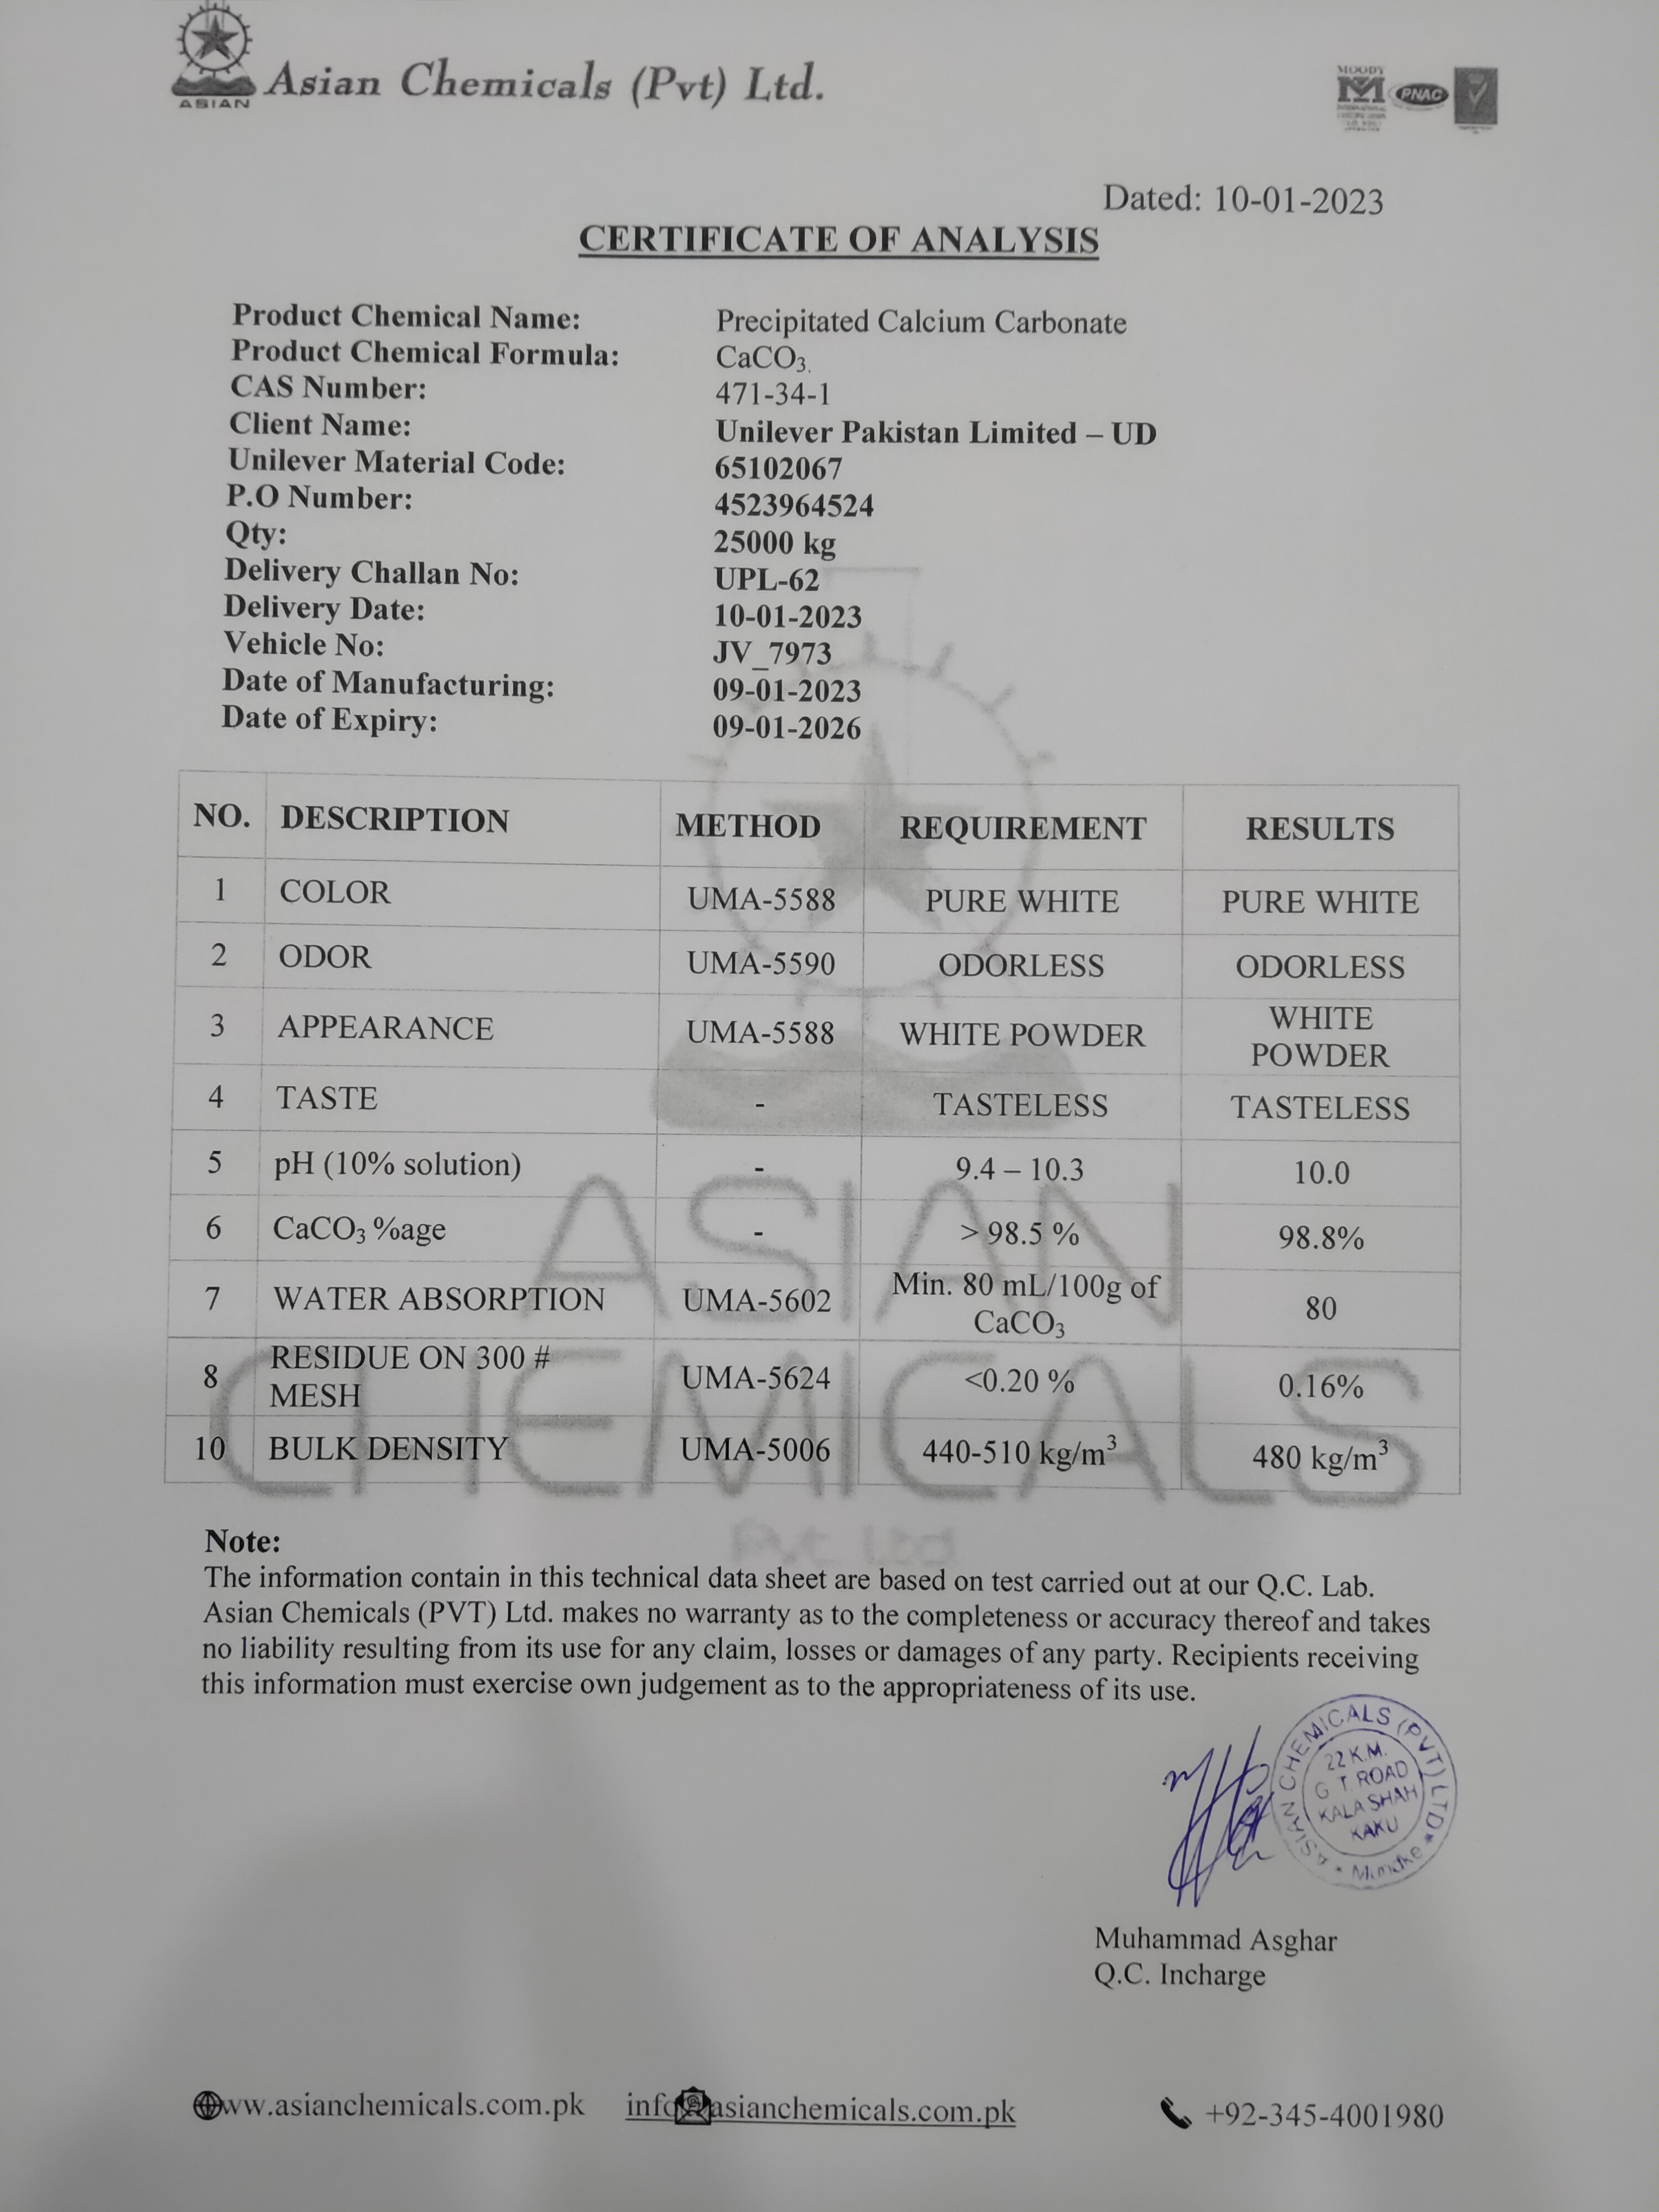 ASIAN
Asian Chemicals (Pvt) Ltd.
MOODY
PNAC
Dated: 10-01-2023
CERTIFICATE OF ANALYSIS
Product Chemical Name: Precipitated Calcium Carbonate
Product Chemical Formula: CaCO₃.
CAS Number: 471-34-1
Client Name: Unilever Pakistan Limited – UD
Unilever Material Code: 65102067
P.O Number: 4523964524
Qty: 25000 kg
Delivery Challan No: UPL-62
Delivery Date: 10-01-2023
Vehicle No: JV_7973
Date of Manufacturing: 09-01-2023
Date of Expiry: 09-01-2026
NO. DESCRIPTION METHOD REQUIREMENT RESULTS
1 COLOR UMA-5588 PURE WHITE PURE WHITE
2 ODOR UMA-5590 ODORLESS ODORLESS
3 APPEARANCE UMA-5588 WHITE POWDER WHITE
POWDER
4 TASTE - TASTELESS TASTELESS
5 pH (10% solution) - 9.4 – 10.3 10.0
6 CaCO₃ %age - > 98.5 % 98.8%
7 WATER ABSORPTION UMA-5602 Min. 80 mL/100g of
CaCO₃ 80
8 RESIDUE ON 300 #
MESH UMA-5624 <0.20 % 0.16%
10 BULK DENSITY UMA-5006 440-510 kg/m³ 480 kg/m³
ASIAN
CHEMICALS
Pvt. Ltd
Note:
The information contain in this technical data sheet are based on test carried out at our Q.C. Lab.
Asian Chemicals (PVT) Ltd. makes no warranty as to the completeness or accuracy thereof and takes
no liability resulting from its use for any claim, losses or damages of any party. Recipients receiving
this information must exercise own judgement as to the appropriateness of its use.
ASIAN CHEMICALS (PVT) LTD* Muridke *
22 K.M.
G T ROAD
KALA SHAH
KAKU
Muhammad Asghar
Q.C. Incharge
ww.asianchemicals.com.pk info@asianchemicals.com.pk +92-345-4001980